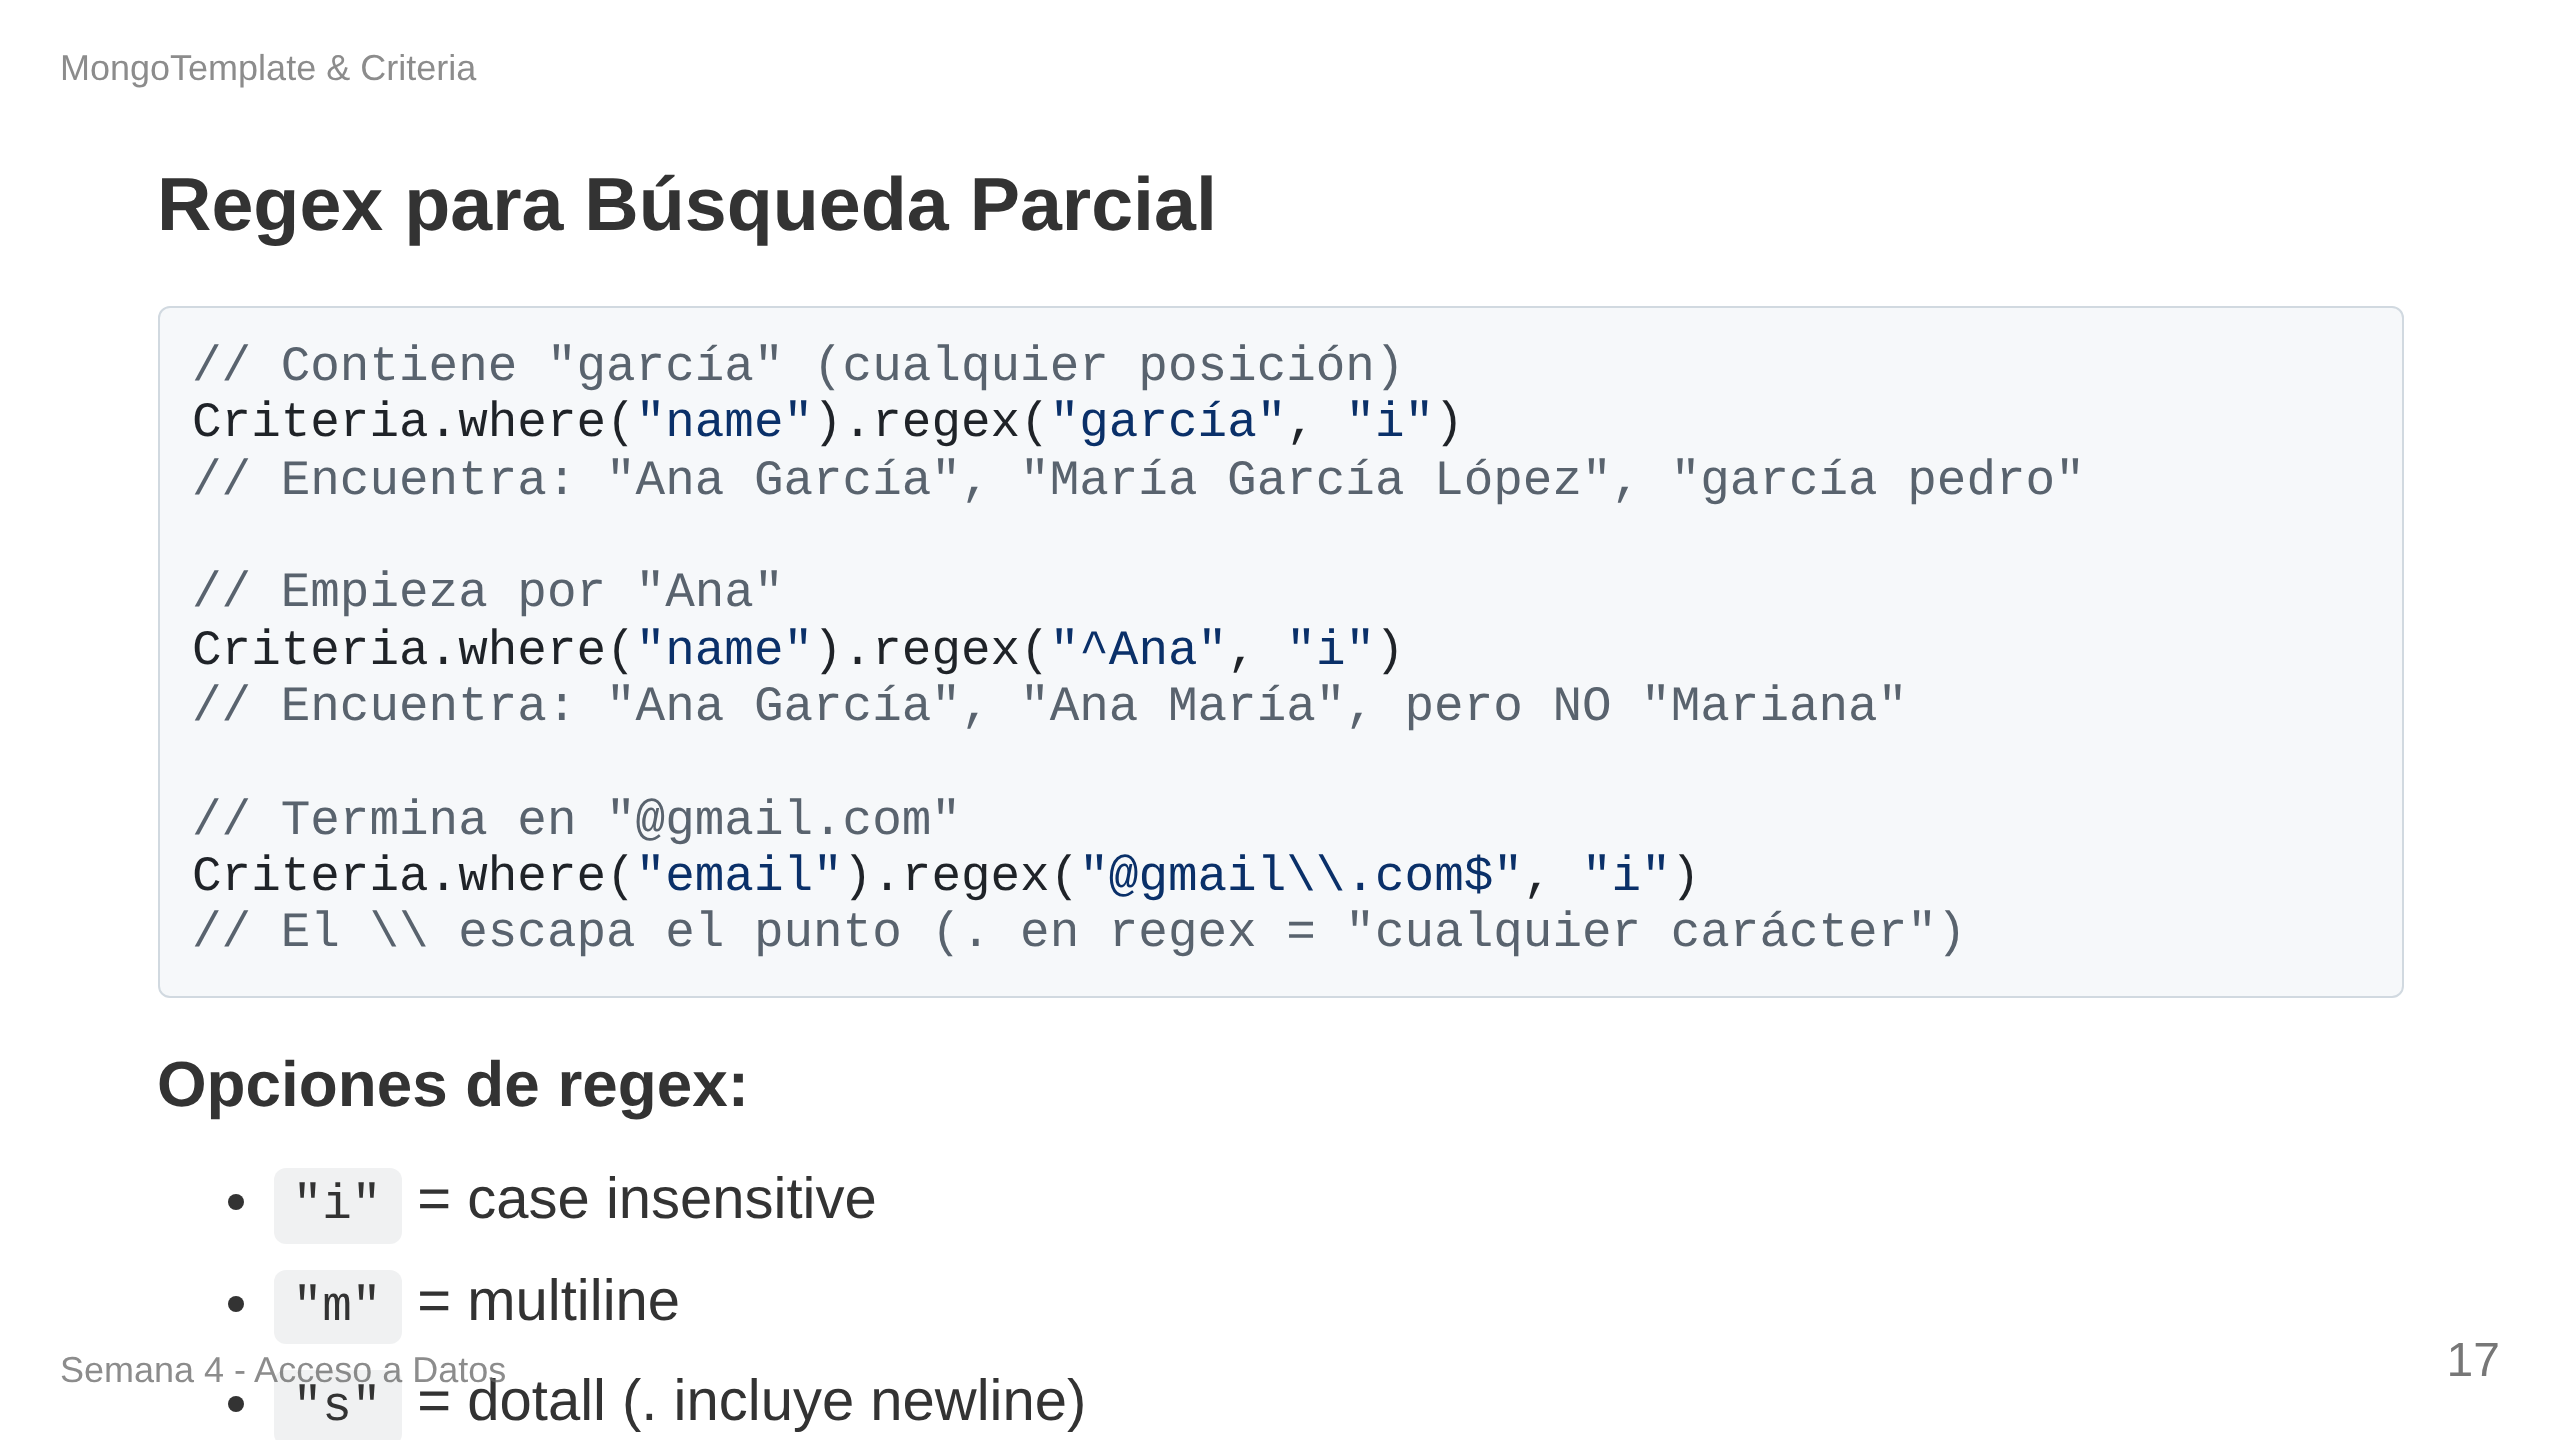 MongoTemplate & Criteria
Regex para Búsqueda Parcial
// Contiene "garcía" (cualquier posición)
Criteria.where("name").regex("garcía", "i")
// Encuentra: "Ana García", "María García López", "garcía pedro"
// Empieza por "Ana"
Criteria.where("name").regex("^Ana", "i")
// Encuentra: "Ana García", "Ana María", pero NO "Mariana"
// Termina en "@gmail.com"
Criteria.where("email").regex("@gmail\\.com$", "i")
// El \\ escapa el punto (. en regex = "cualquier carácter")
Opciones de regex:
• "i" = case insensitive
• "m" = multiline
• "s" = dotall (. incluye newline)
Semana 4 - Acceso a Datos
17